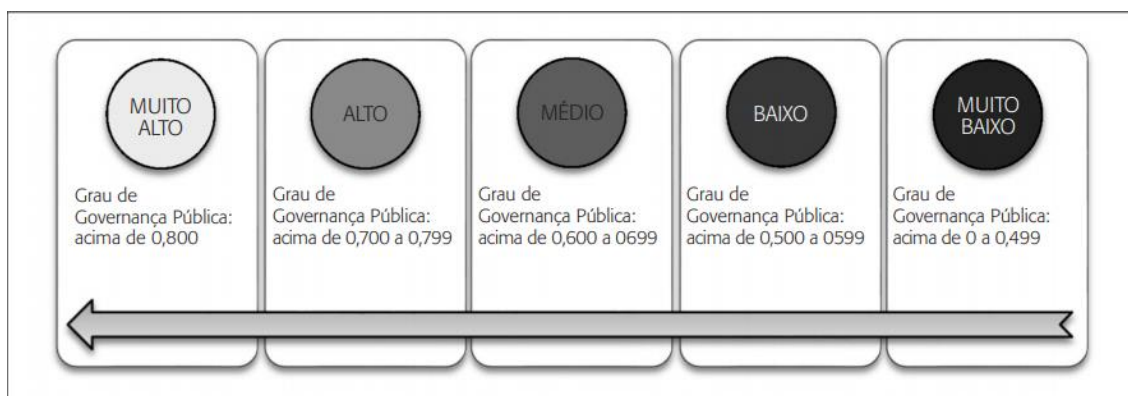 MUITO
ALTO
Grau de
Governança Pública:
acima de 0,800
ALTO
Grau de
Governança Pública:
acima de 0,700 a 0,799
MÉDIO
Grau de
Governança Pública:
acima de 0,600 a 0699
BAIXO
Grau de
Governança Pública:
acima de 0,500 a 0599
MUITO
BAIXO
Grau de
Governança Pública:
acima de 0 a 0,499